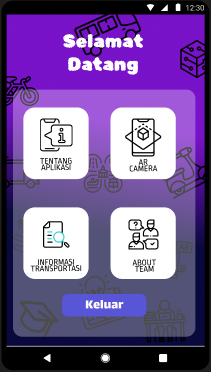 12:30
Selamat
Datang
TENTANG
APLIKASI
AR
CAMERA
INFORMASI
TRANSPORTASI
ABOUT
TEAM
Keluar